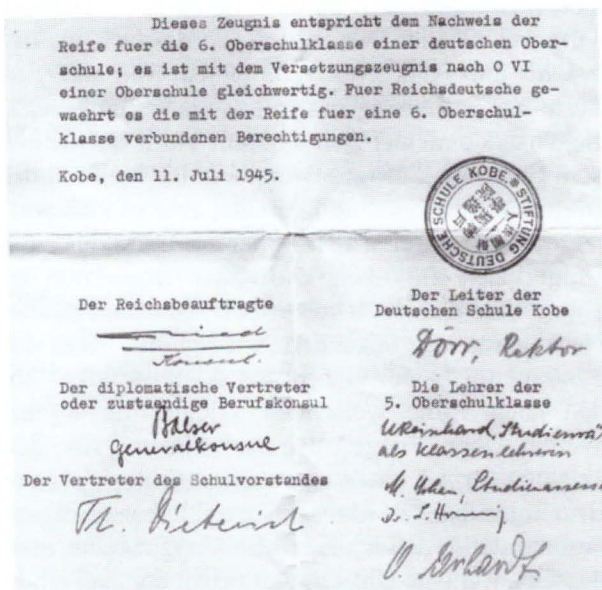 Dieses Zeugnis entspricht dem Nachweis der
Reife fuer die 6. Oberschulklasse einer deutschen Ober-
schule; es ist mit dem Versetzungszeugnis nach O VI
einer Oberschule gleichwertig. Fuer Reichsdeutsche ge-
waehrt es die mit der Reife fuer eine 6. Oberschul-
klasse verbundenen Berechtigungen.
Kobe, den 11. Juli 1945.
STIFTUNG DEUTSCHE SCHULE KOBE
Der Reichsbeauftragte
Konsul.
Der Leiter der
Deutschen Schule Kobe
Dörr, Rektor
Der diplomatische Vertreter
oder zustaendige Berufskonsul
Balser
Generalkonsul
Die Lehrer der
5. Oberschulklasse
als Klassenlehrerin
Der Vertreter des Schulvorstandes